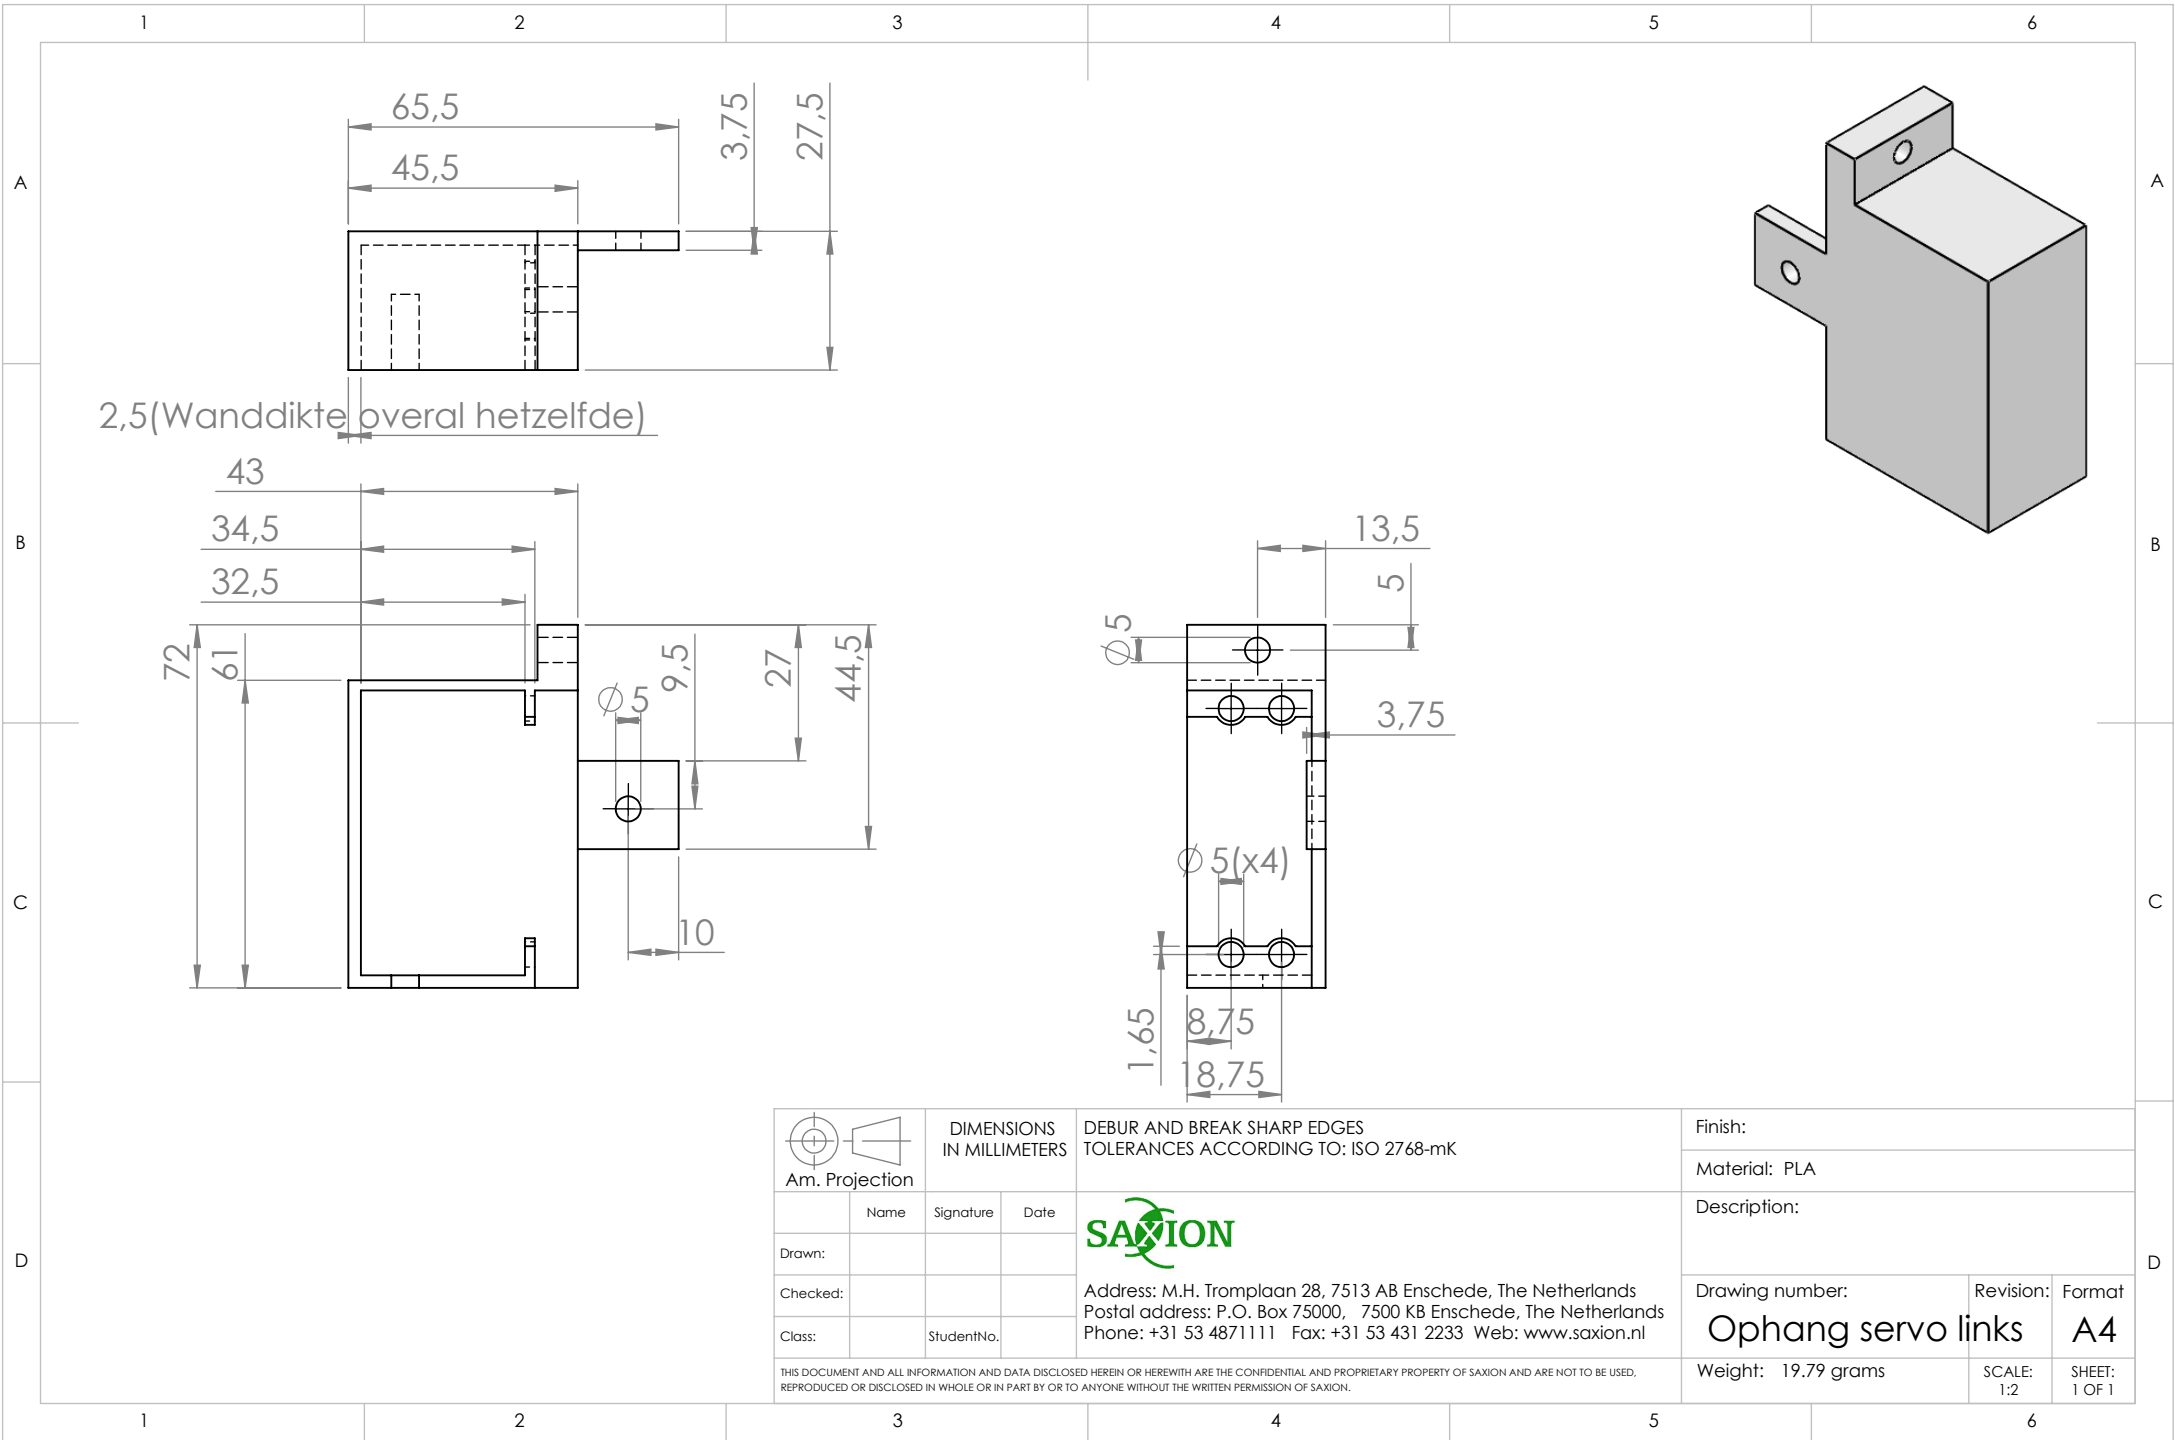 1 2 3 4 5 6
A A
B B
C C
D D
65,5
45,5
3,75
27,5
2,5(Wanddikte overal hetzelfde)
43
34,5
32,5
72
61
∅5
9,5
27
44,5
10
13,5
5
∅5
3,75
∅5(x4)
1,65
8,75
18,75
Am. Projection
DIMENSIONS
IN MILLIMETERS
DEBUR AND BREAK SHARP EDGES
TOLERANCES ACCORDING TO: ISO 2768-mK
Finish:
Material: PLA
Description:
Name Signature Date
Drawn:
Checked:
Class: StudentNo.
SAXION
Address: M.H. Tromplaan 28, 7513 AB Enschede, The Netherlands
Postal address: P.O. Box 75000, 7500 KB Enschede, The Netherlands
Phone: +31 53 4871111 Fax: +31 53 431 2233 Web: www.saxion.nl
Drawing number:
Ophang servo links
Revision:
Format
A4
THIS DOCUMENT AND ALL INFORMATION AND DATA DISCLOSED HEREIN OR HEREWITH ARE THE CONFIDENTIAL AND PROPRIETARY PROPERTY OF SAXION AND ARE NOT TO BE USED,
REPRODUCED OR DISCLOSED IN WHOLE OR IN PART BY OR TO ANYONE WITHOUT THE WRITTEN PERMISSION OF SAXION.
Weight: 19.79 grams
SCALE:
1:2
SHEET:
1 OF 1
1 2 3 4 5 6